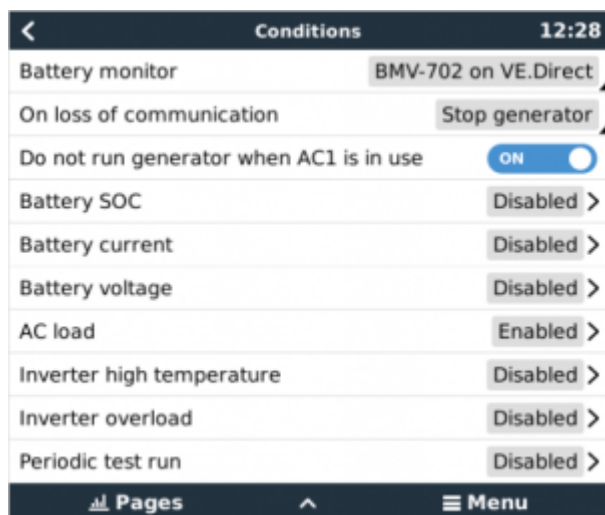 Conditions 12:28
Battery monitor BMV-702 on VE.Direct
On loss of communication Stop generator
Do not run generator when AC1 is in use ON
Battery SOC Disabled
Battery current Disabled
Battery voltage Disabled
AC load Enabled
Inverter high temperature Disabled
Inverter overload Disabled
Periodic test run Disabled
Pages Menu